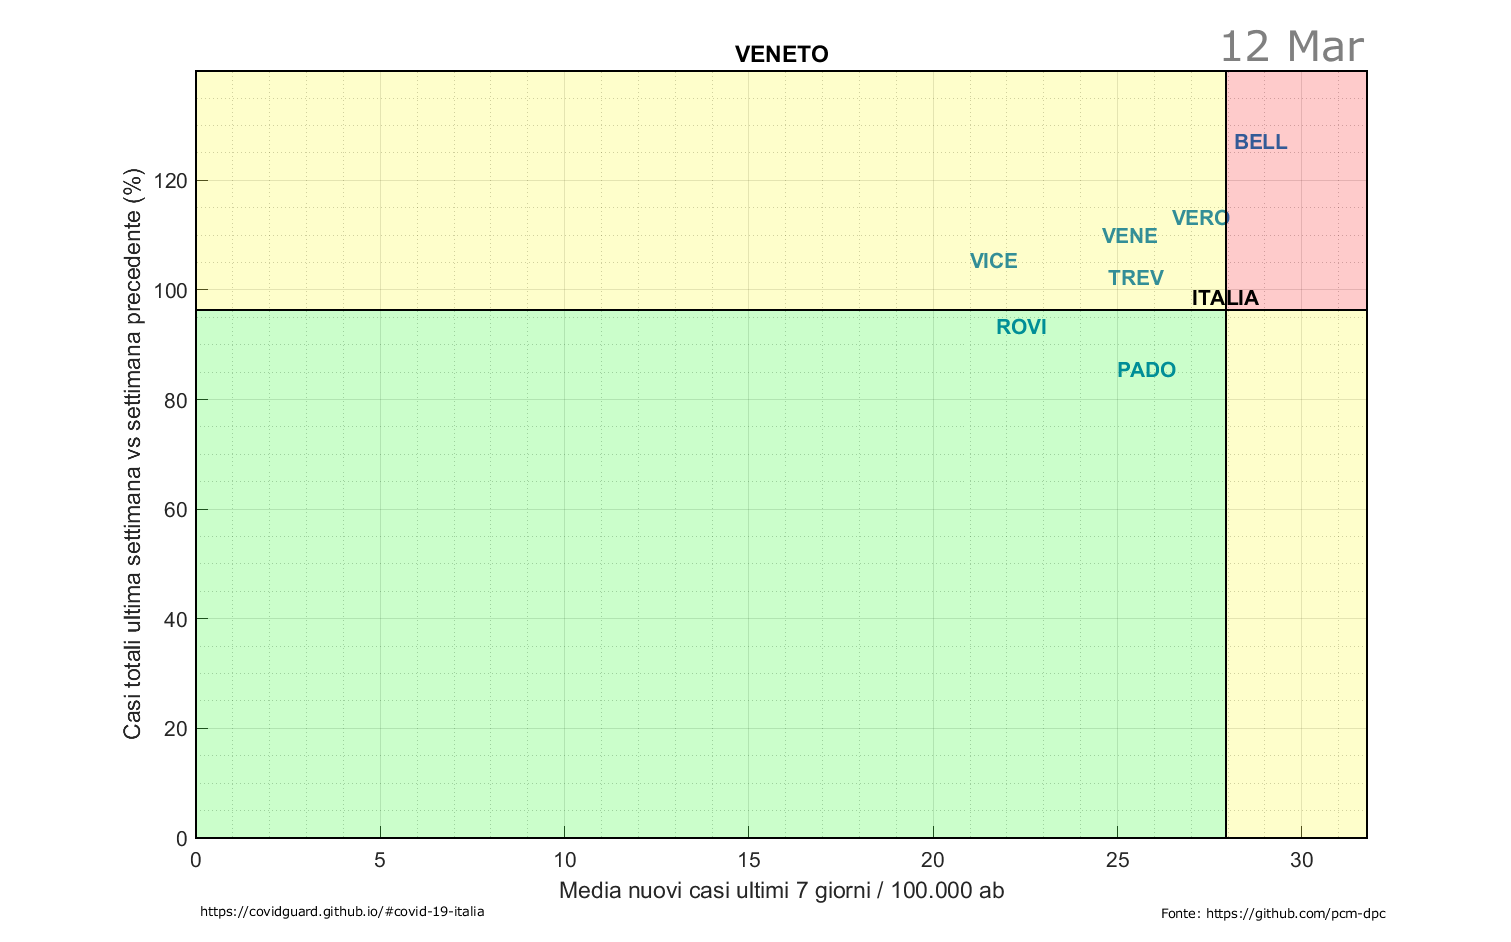 12 Mar
VENETO
Casi totali ultima settimana vs settimana precedente (%)
120
100
80
60
40
20
0
BELL
VERO
VENE
VICE
TREV
ITALIA
ROVI
PADO
0 5 10 15 20 25 30
Media nuovi casi ultimi 7 giorni / 100.000 ab
https://covidguard.github.io/#covid-19-italia
Fonte: https://github.com/pcm-dpc